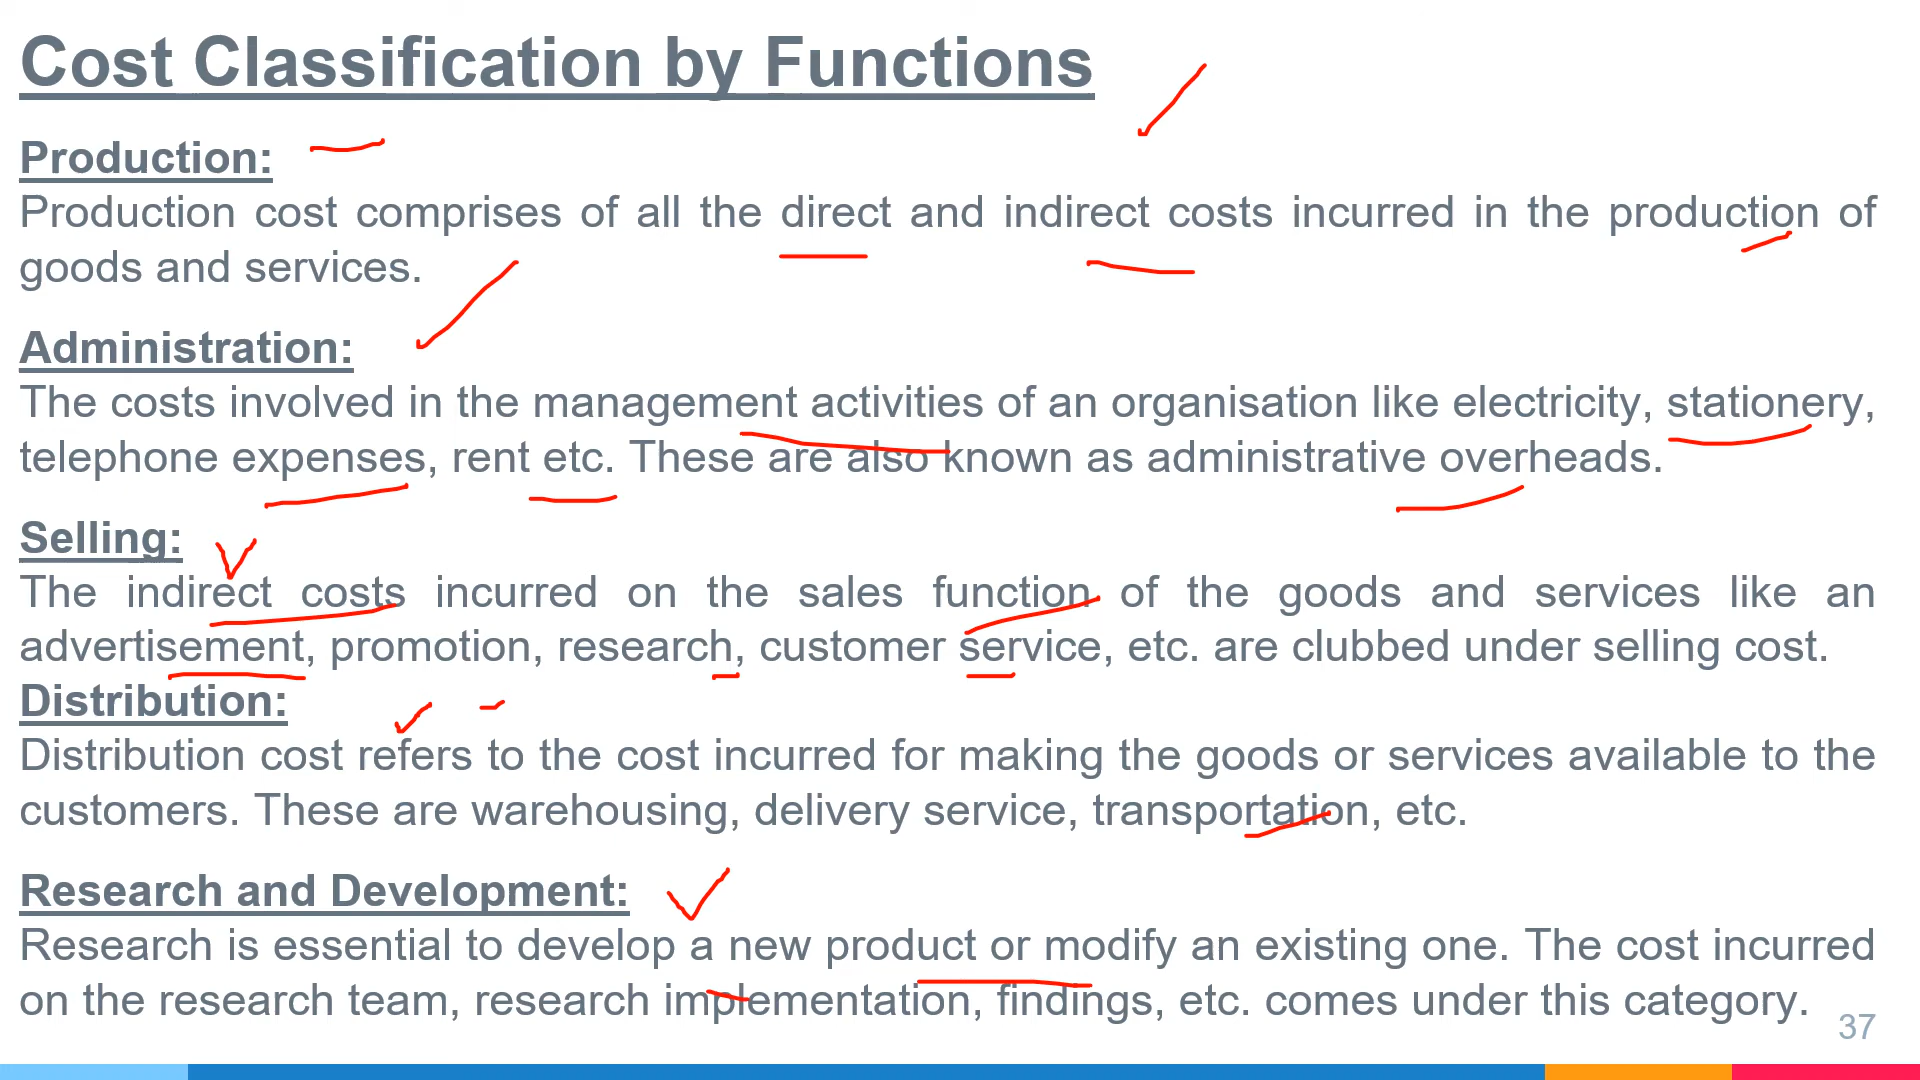 Cost Classification by Functions
Production:
Production cost comprises of all the direct and indirect costs incurred in the production of
goods and services.
Administration:
The costs involved in the management activities of an organisation like electricity, stationery,
telephone expenses, rent etc. These are also known as administrative overheads.
Selling:
The indirect costs incurred on the sales function of the goods and services like an
advertisement, promotion, research, customer service, etc. are clubbed under selling cost.
Distribution:
Distribution cost refers to the cost incurred for making the goods or services available to the
customers. These are warehousing, delivery service, transportation, etc.
Research and Development:
Research is essential to develop a new product or modify an existing one. The cost incurred
on the research team, research implementation, findings, etc. comes under this category.
37